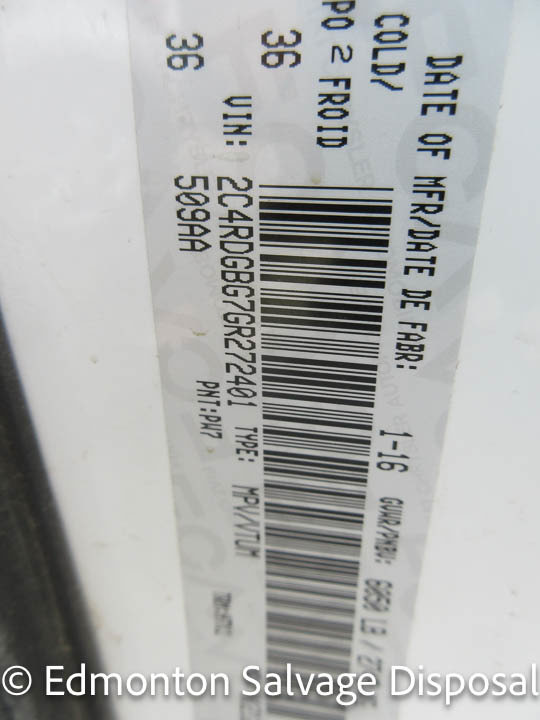 DATE OF MFR/DATE DE FABR: 1-16 GVWR/PNBV: 6050 LB /
COLD/
PO 2 FROID
36
VIN: 2C4RDGBG7GR272401 TYPE: MPV/VTUM
509AA PNT:PW7
36
© Edmonton Salvage Disposal